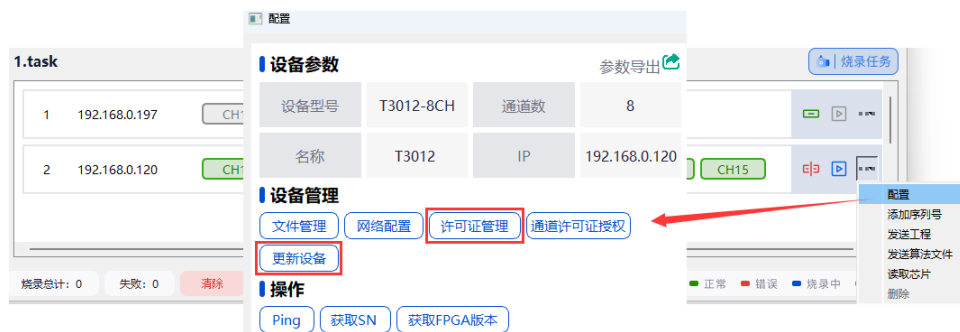 配置
1.task
烧录任务
设备参数
参数导出
设备型号 T3012-8CH 通道数 8
名称 T3012 IP 192.168.0.120
1 192.168.0.197
2 192.168.0.120 CH15
设备管理
文件管理 网络配置 许可证管理 通道许可证授权
更新设备
操作
Ping 获取SN 获取FPGA版本
烧录总计: 0 失败: 0 清除
正常 错误 烧录中
配置
添加序列号
发送工程
发送算法文件
读取芯片
删除